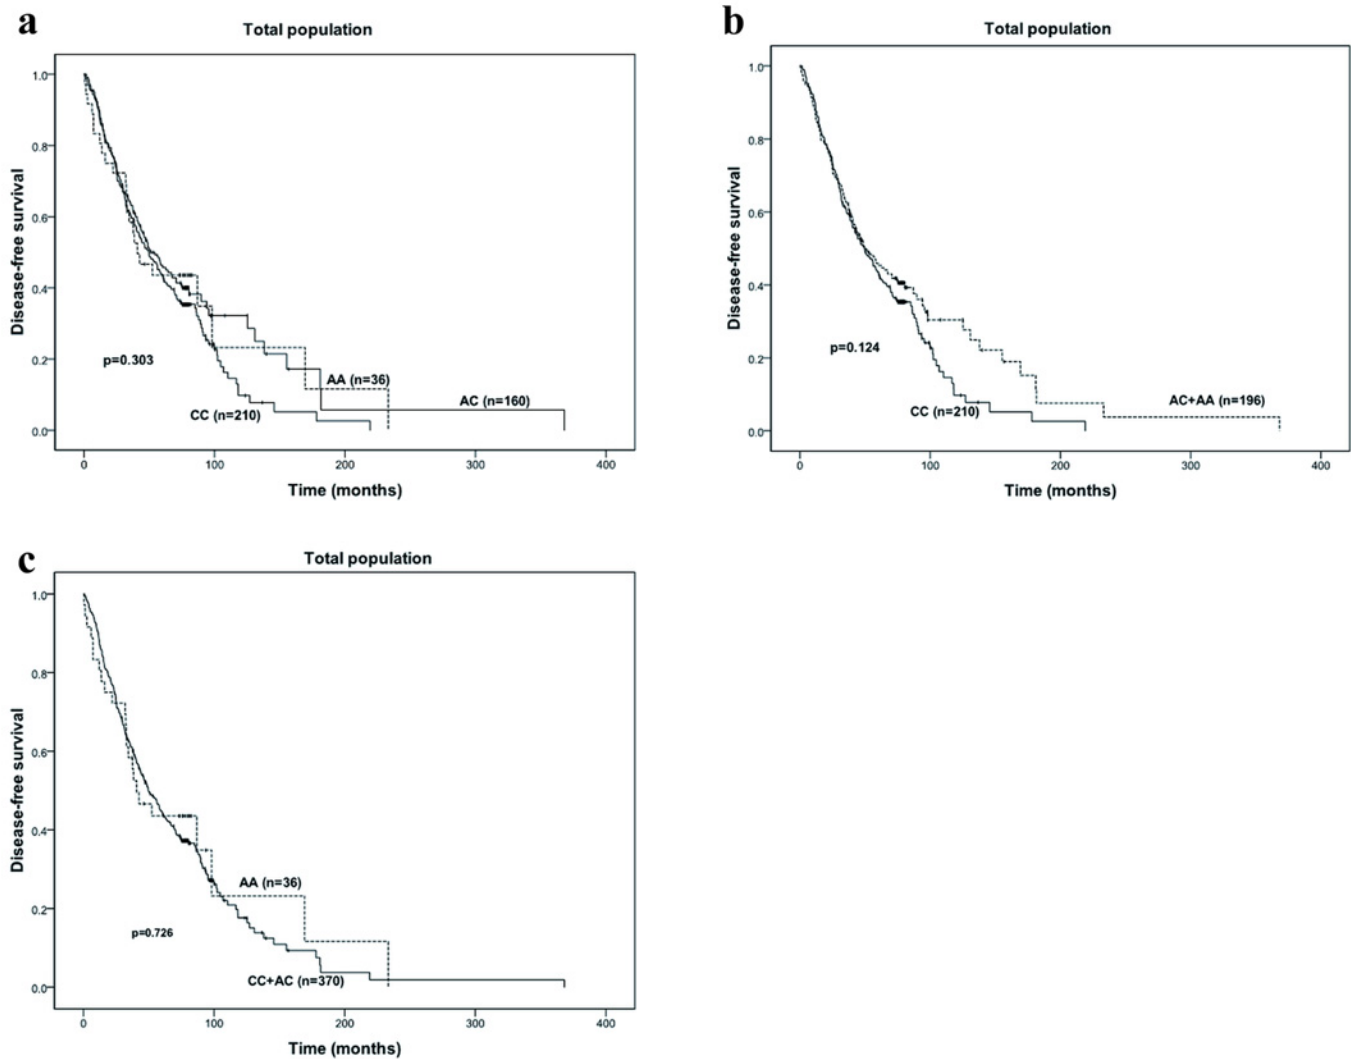 a
Total population
Disease-free survival
1.0
0.8
0.6
0.4
0.2
0.0
p=0.303
AA (n=36)
AC (n=160)
CC (n=210)
0 100 200 300 400
Time (months)
b
Total population
Disease-free survival
1.0
0.8
0.6
0.4
0.2
0.0
p=0.124
AC+AA (n=196)
CC (n=210)
0 100 200 300 400
Time (months)
c
Total population
Disease-free survival
1.0
0.8
0.6
0.4
0.2
0.0
AA (n=36)
p=0.726
CC+AC (n=370)
0 100 200 300 400
Time (months)